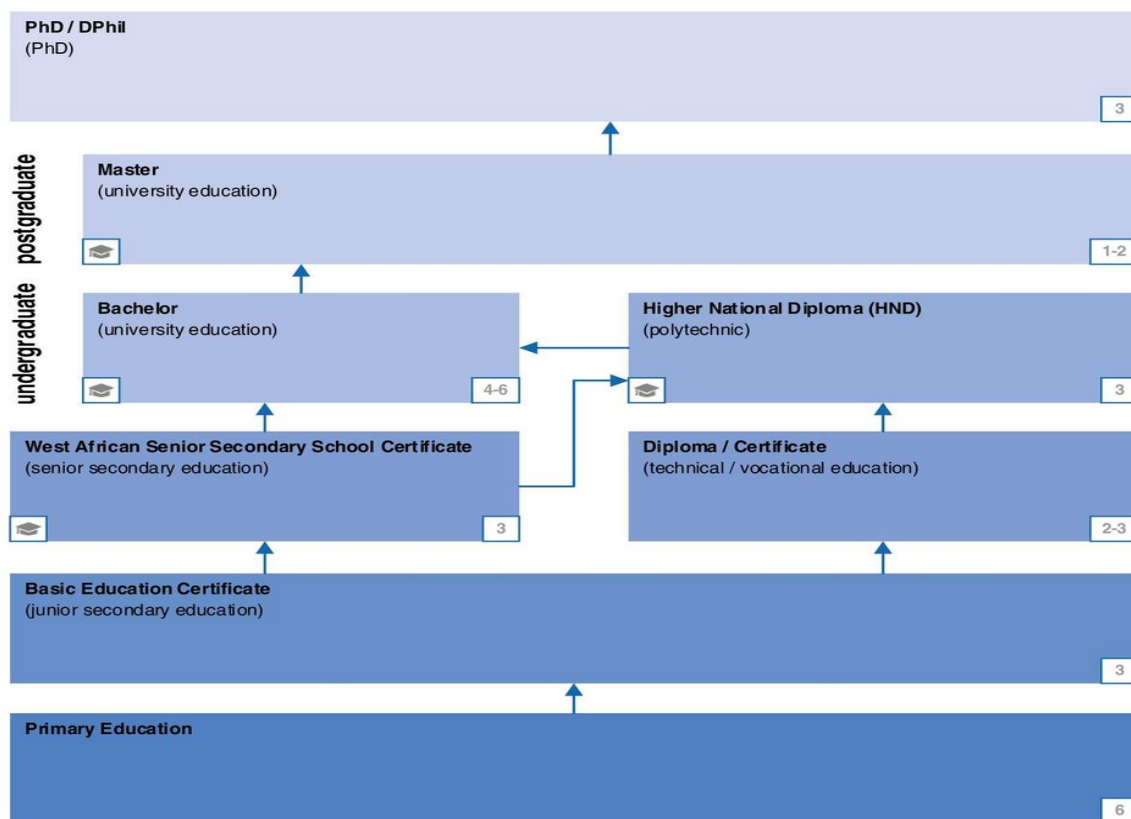 PhD / DPhil
(PhD)
3
postgraduate
Master
(university education)
1-2
undergraduate
Bachelor
(university education)
4-6
Higher National Diploma (HND)
(polytechnic)
3
West African Senior Secondary School Certificate
(senior secondary education)
3
Diploma / Certificate
(technical / vocational education)
2-3
Basic Education Certificate
(junior secondary education)
3
Primary Education
6